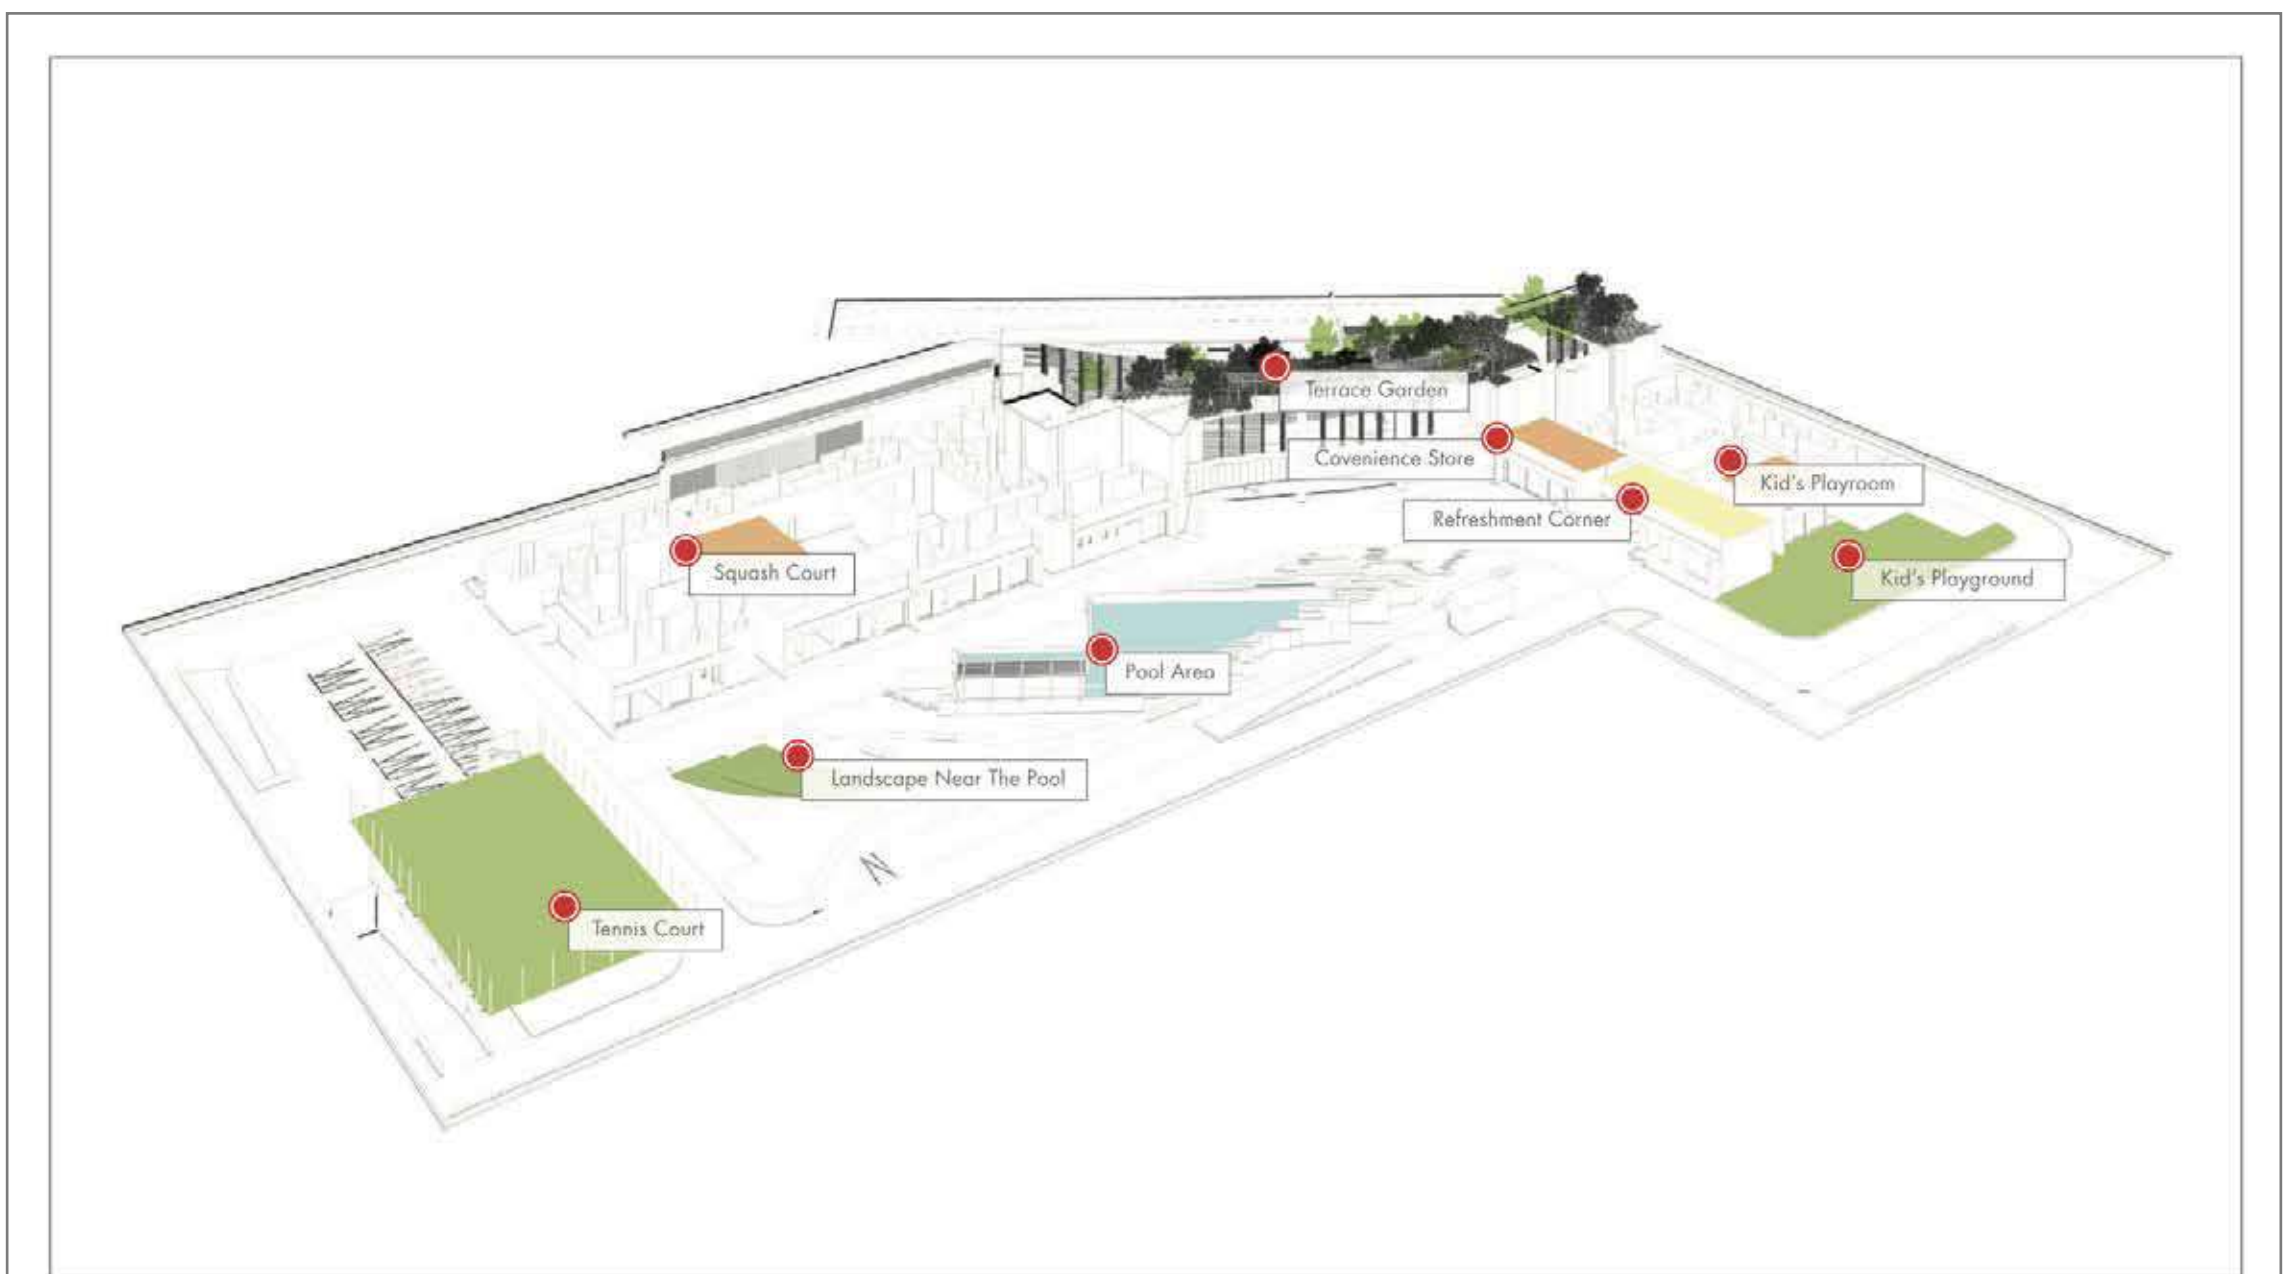 Terrace Garden
Covenience Store
Kid's Playroom
Refreshment Corner
Squash Court
Kid's Playground
Pool Area
Landscape Near The Pool
N
Tennis Court